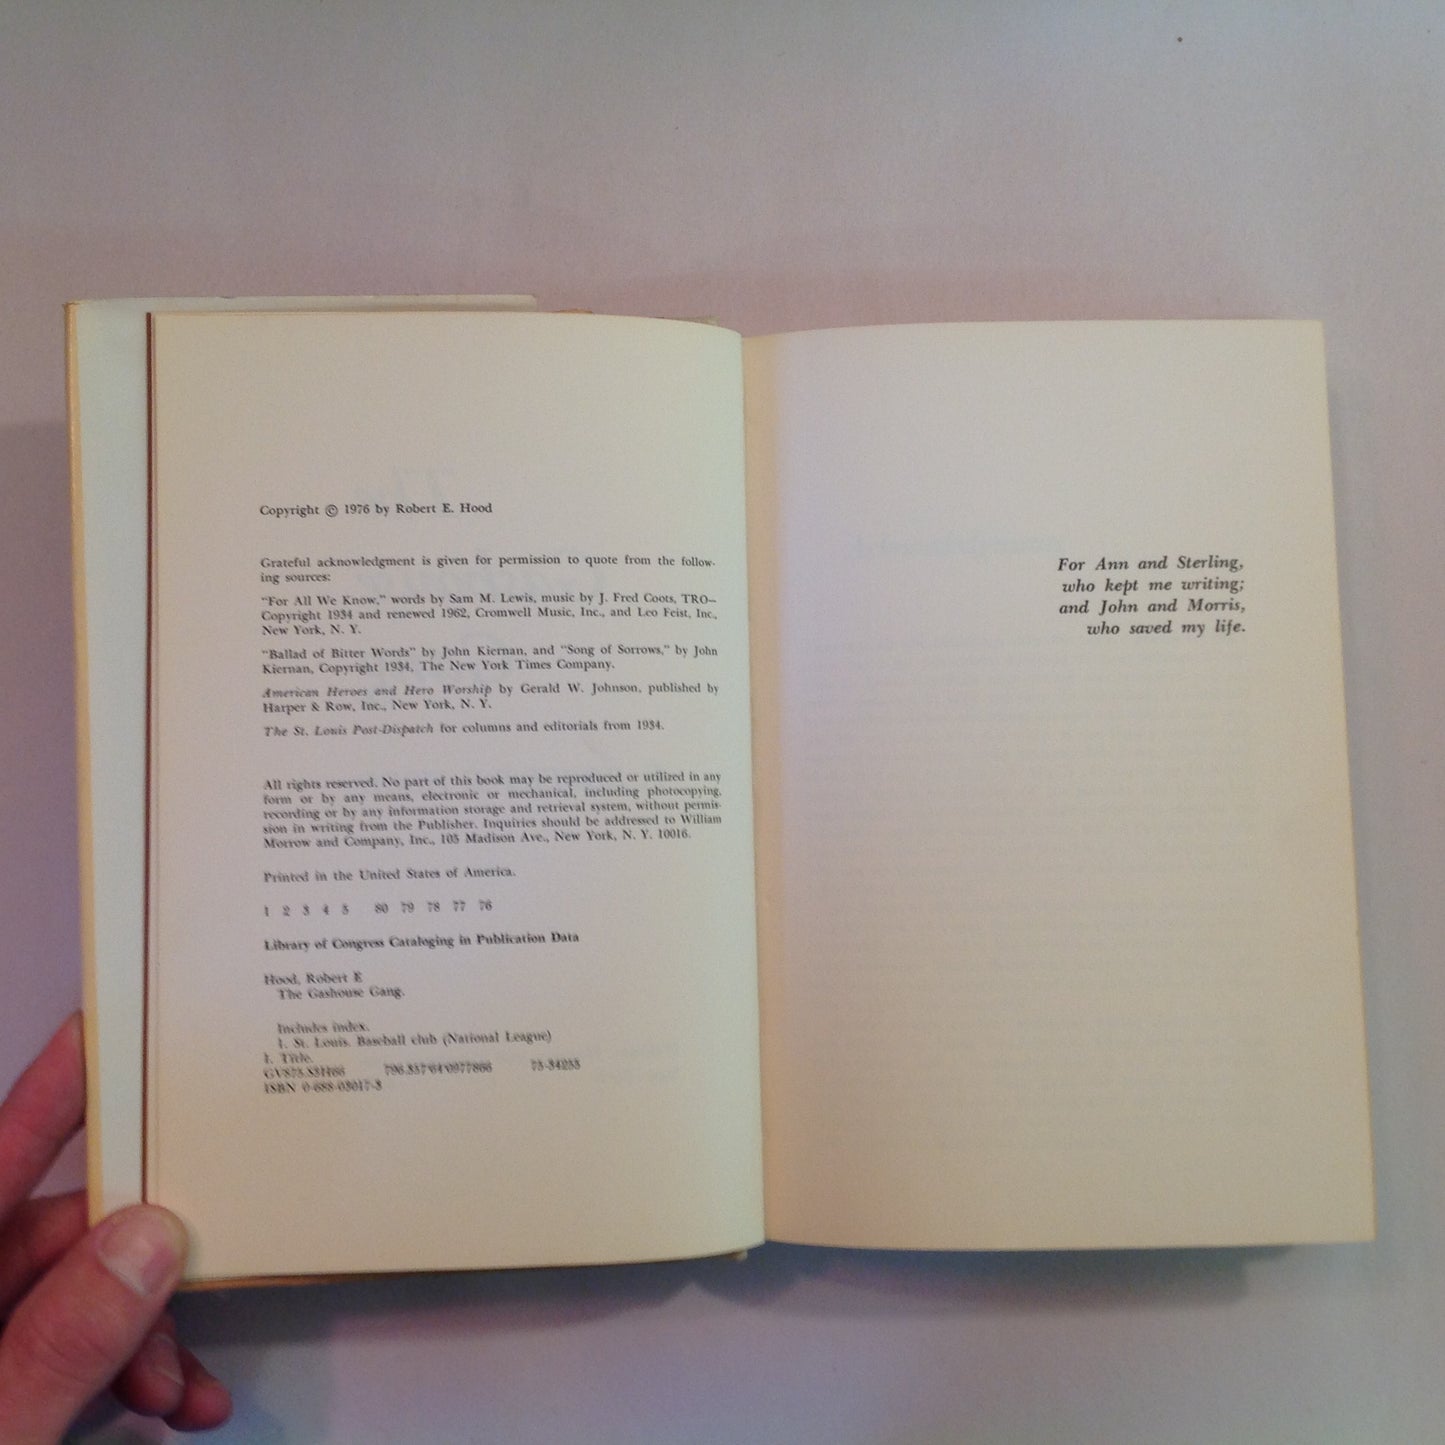 Copyright © 1976 by Robert E. Hood
Grateful acknowledgment is given for permission to quote from the follow-
ing sources:
"For All We Know," words by Sam M. Lewis, music by J. Fred Coots, TRO—
Copyright 1934 and renewed 1962, Cromwell Music, Inc., and Leo Feist, Inc.,
New York, N. Y.
"Ballad of Bitter Words" by John Kiernan, and "Song of Sorrows," by John
Kiernan, Copyright 1934, The New York Times Company.
American Heroes and Hero Worship by Gerald W. Johnson, published by
Harper & Row, Inc., New York, N. Y.
The St. Louis Post-Dispatch for columns and editorials from 1934.
All rights reserved. No part of this book may be reproduced or utilized in any
form or by any means, electronic or mechanical, including photocopying,
recording or by any information storage and retrieval system, without permis-
sion in writing from the Publisher. Inquiries should be addressed to William
Morrow and Company, Inc., 105 Madison Ave., New York, N. Y. 10016.
Printed in the United States of America.
1 2 3 4 5 80 79 78 77 76
Library of Congress Cataloging in Publication Data
Hood, Robert E
The Gashouse Gang.
Includes index.
1. St. Louis. Baseball club (National League)
I. Title.
GV875.S3H66 796.357'64'0977866 75-34255
ISBN 0-688-03017-3
For Ann and Sterling,
who kept me writing;
and John and Morris,
who saved my life.